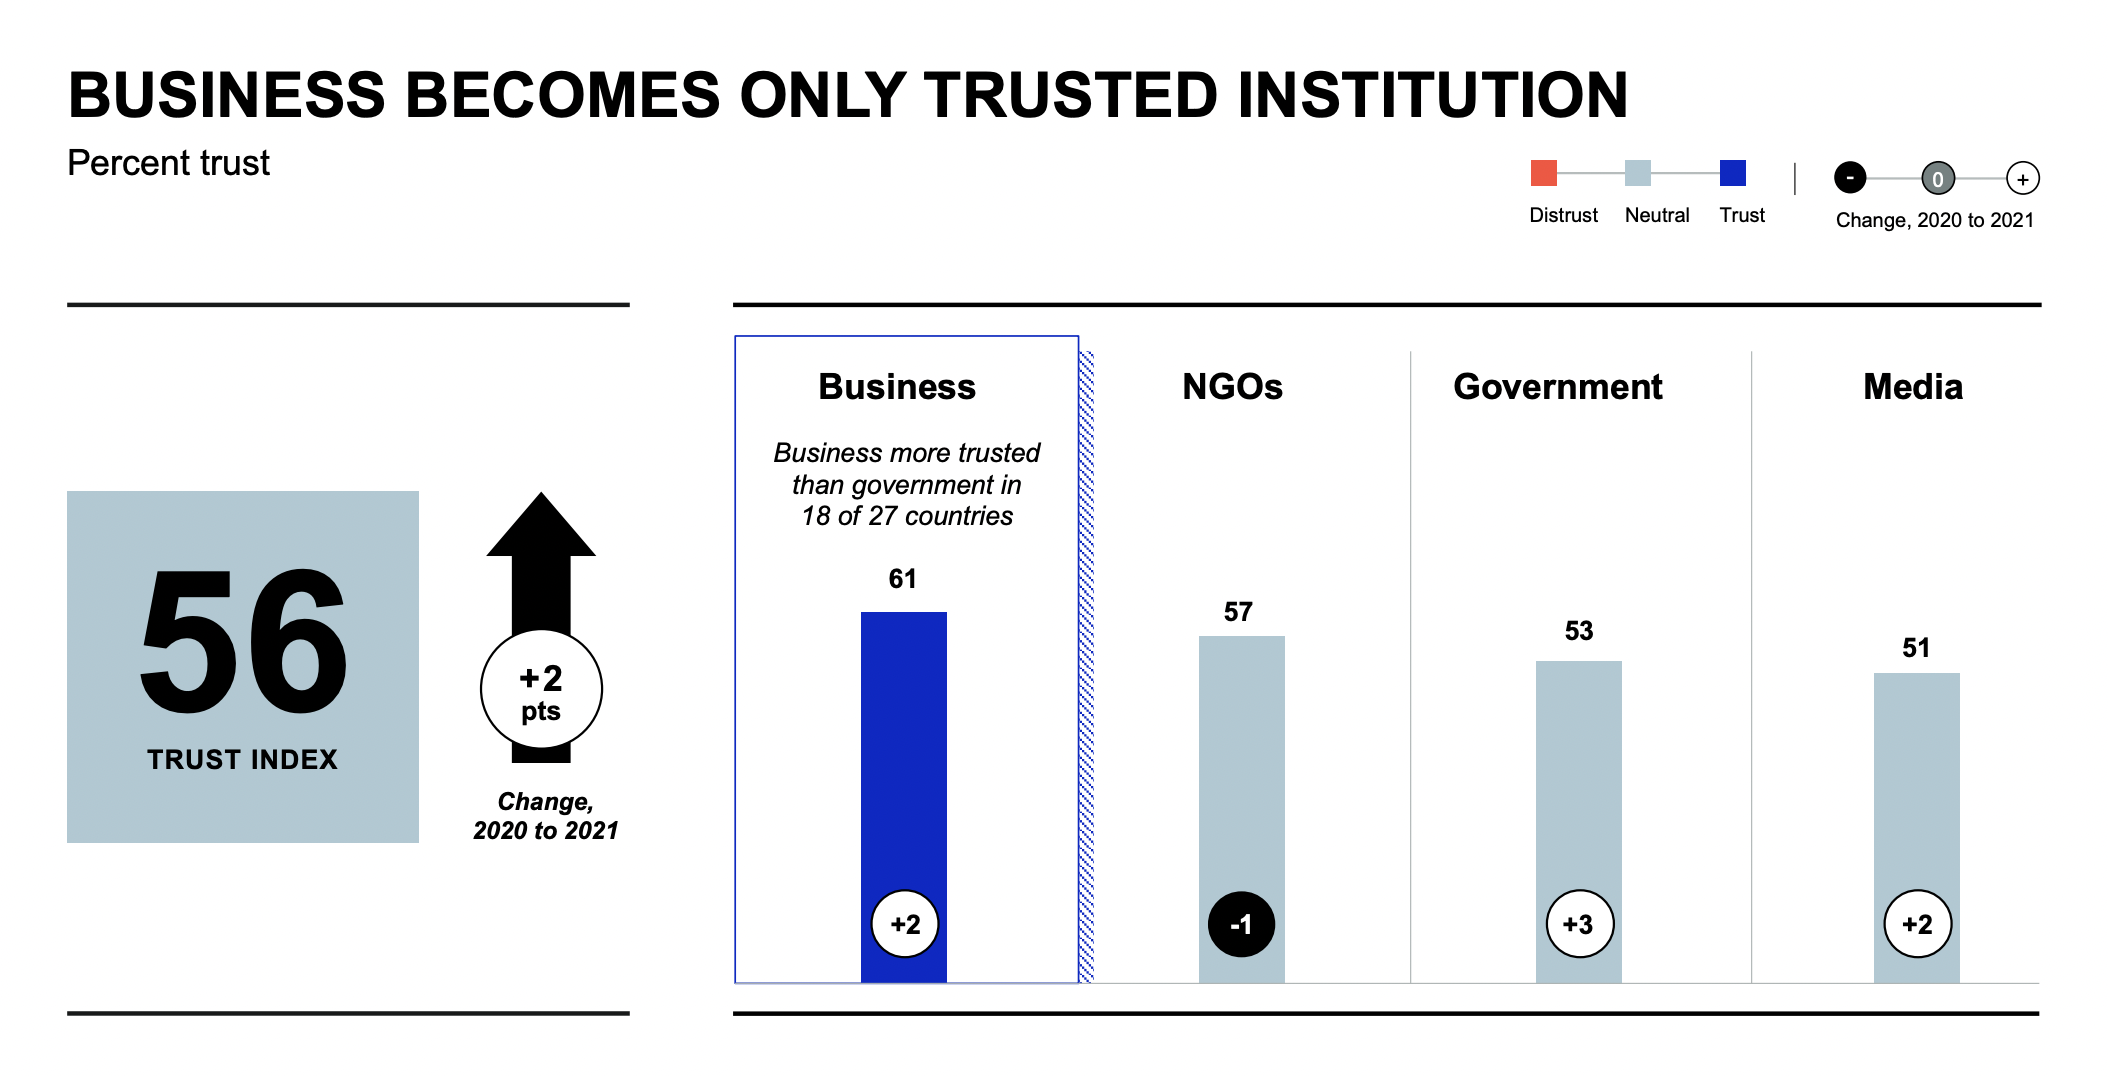 BUSINESS BECOMES ONLY TRUSTED INSTITUTION
Percent trust
Distrust Neutral Trust
- 0 +
Change, 2020 to 2021
56
TRUST INDEX
+2
pts
Change,
2020 to 2021
Business
Business more trusted
than government in
18 of 27 countries
61
+2
NGOs
57
-1
Government
53
+3
Media
51
+2